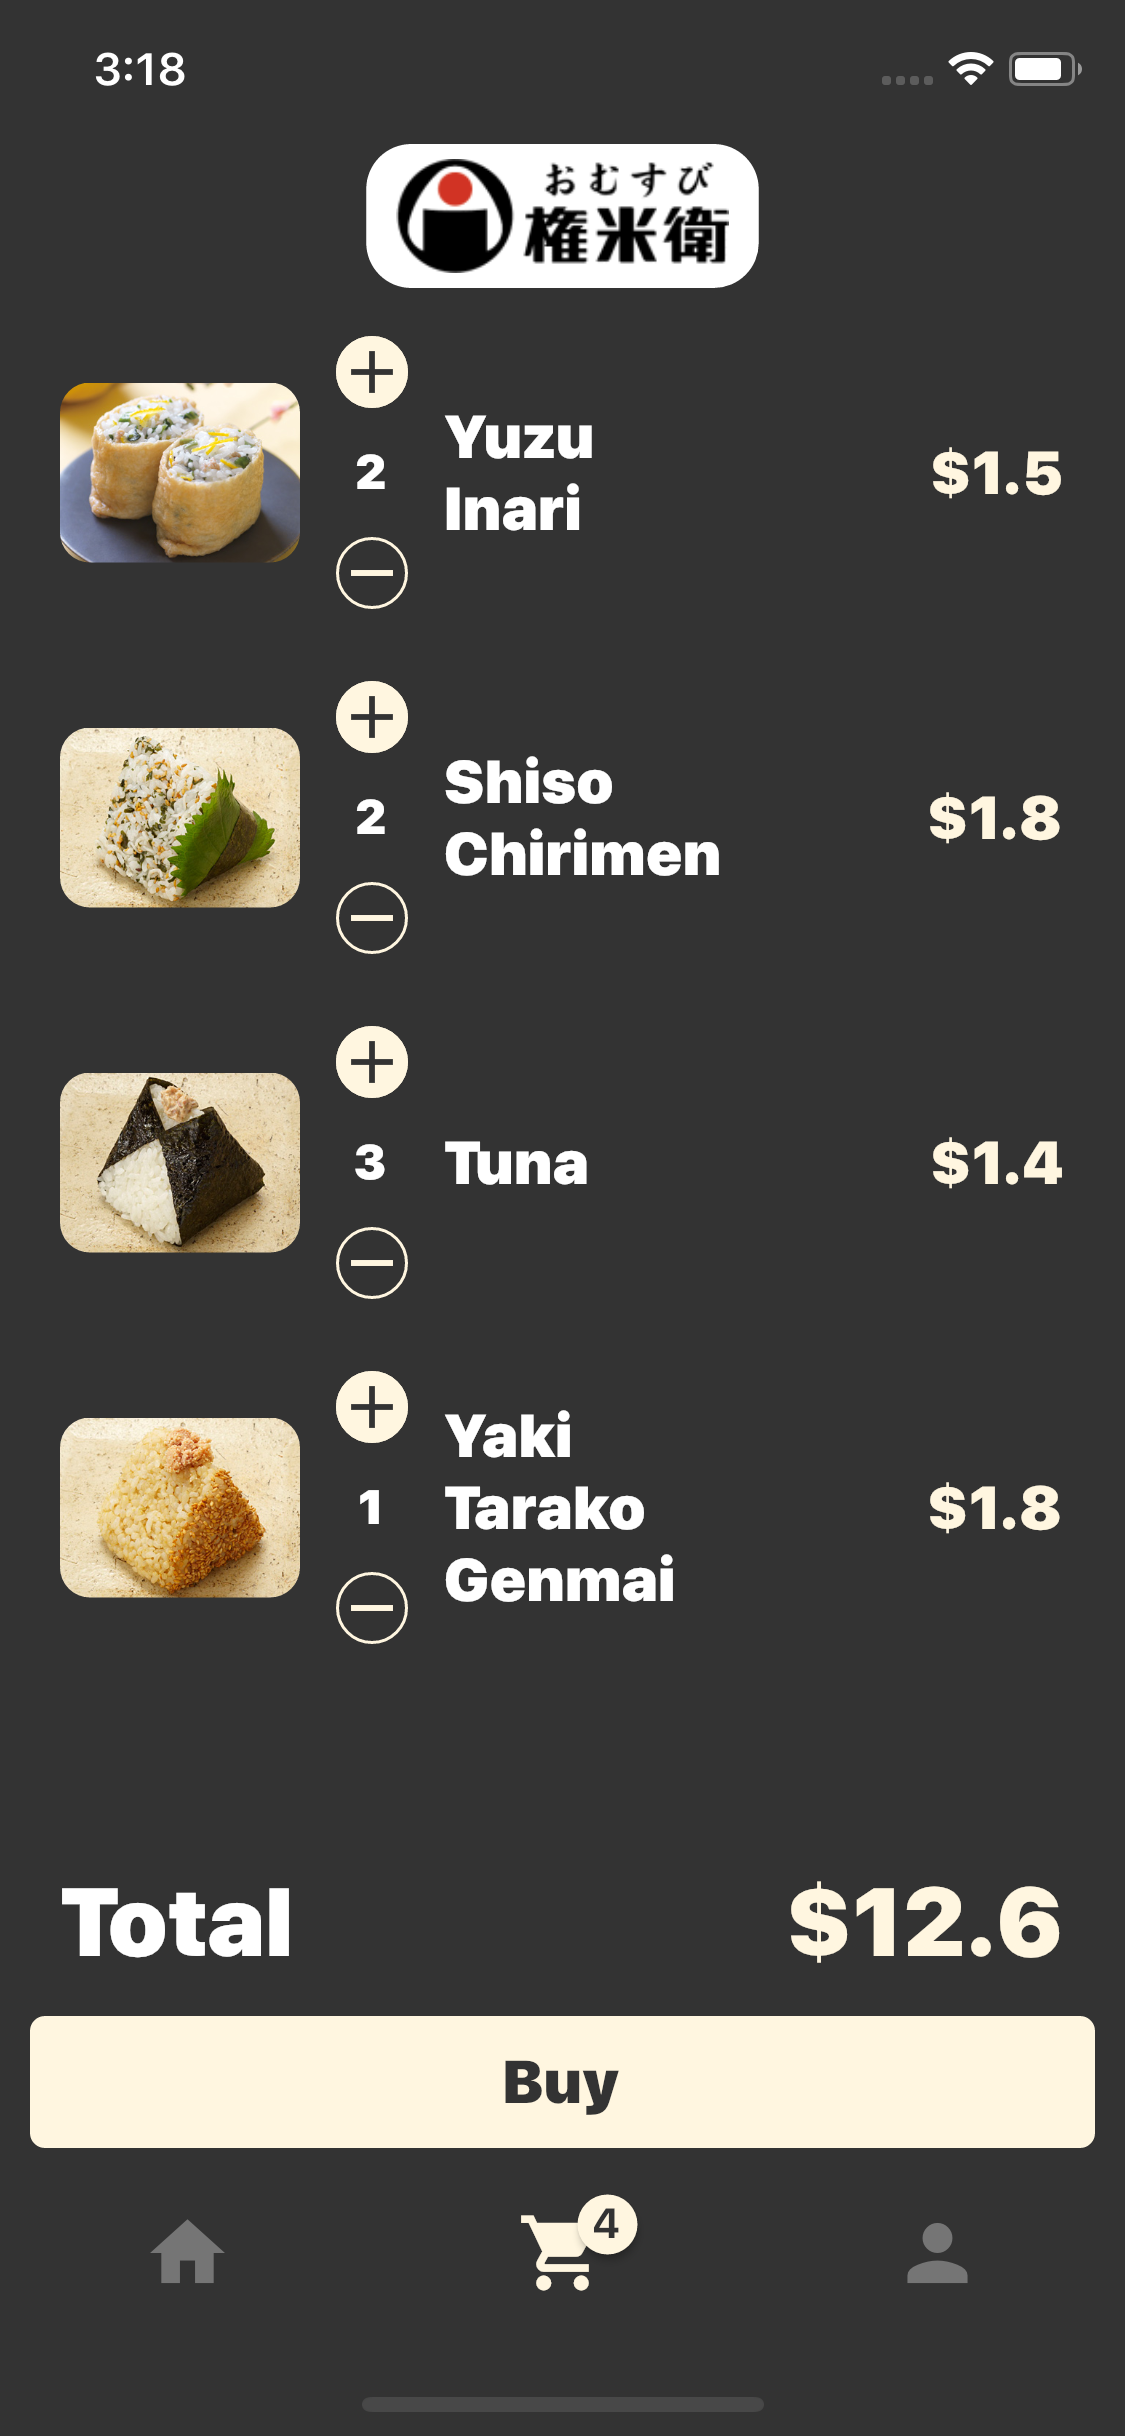 3:18
おむすび
権米衛
2
Yuzu
Inari
$1.5
2
Shiso
Chirimen
$1.8
3
Tuna
$1.4
1
Yaki
Tarako
Genmai
$1.8
Total
$12.6
Buy
4